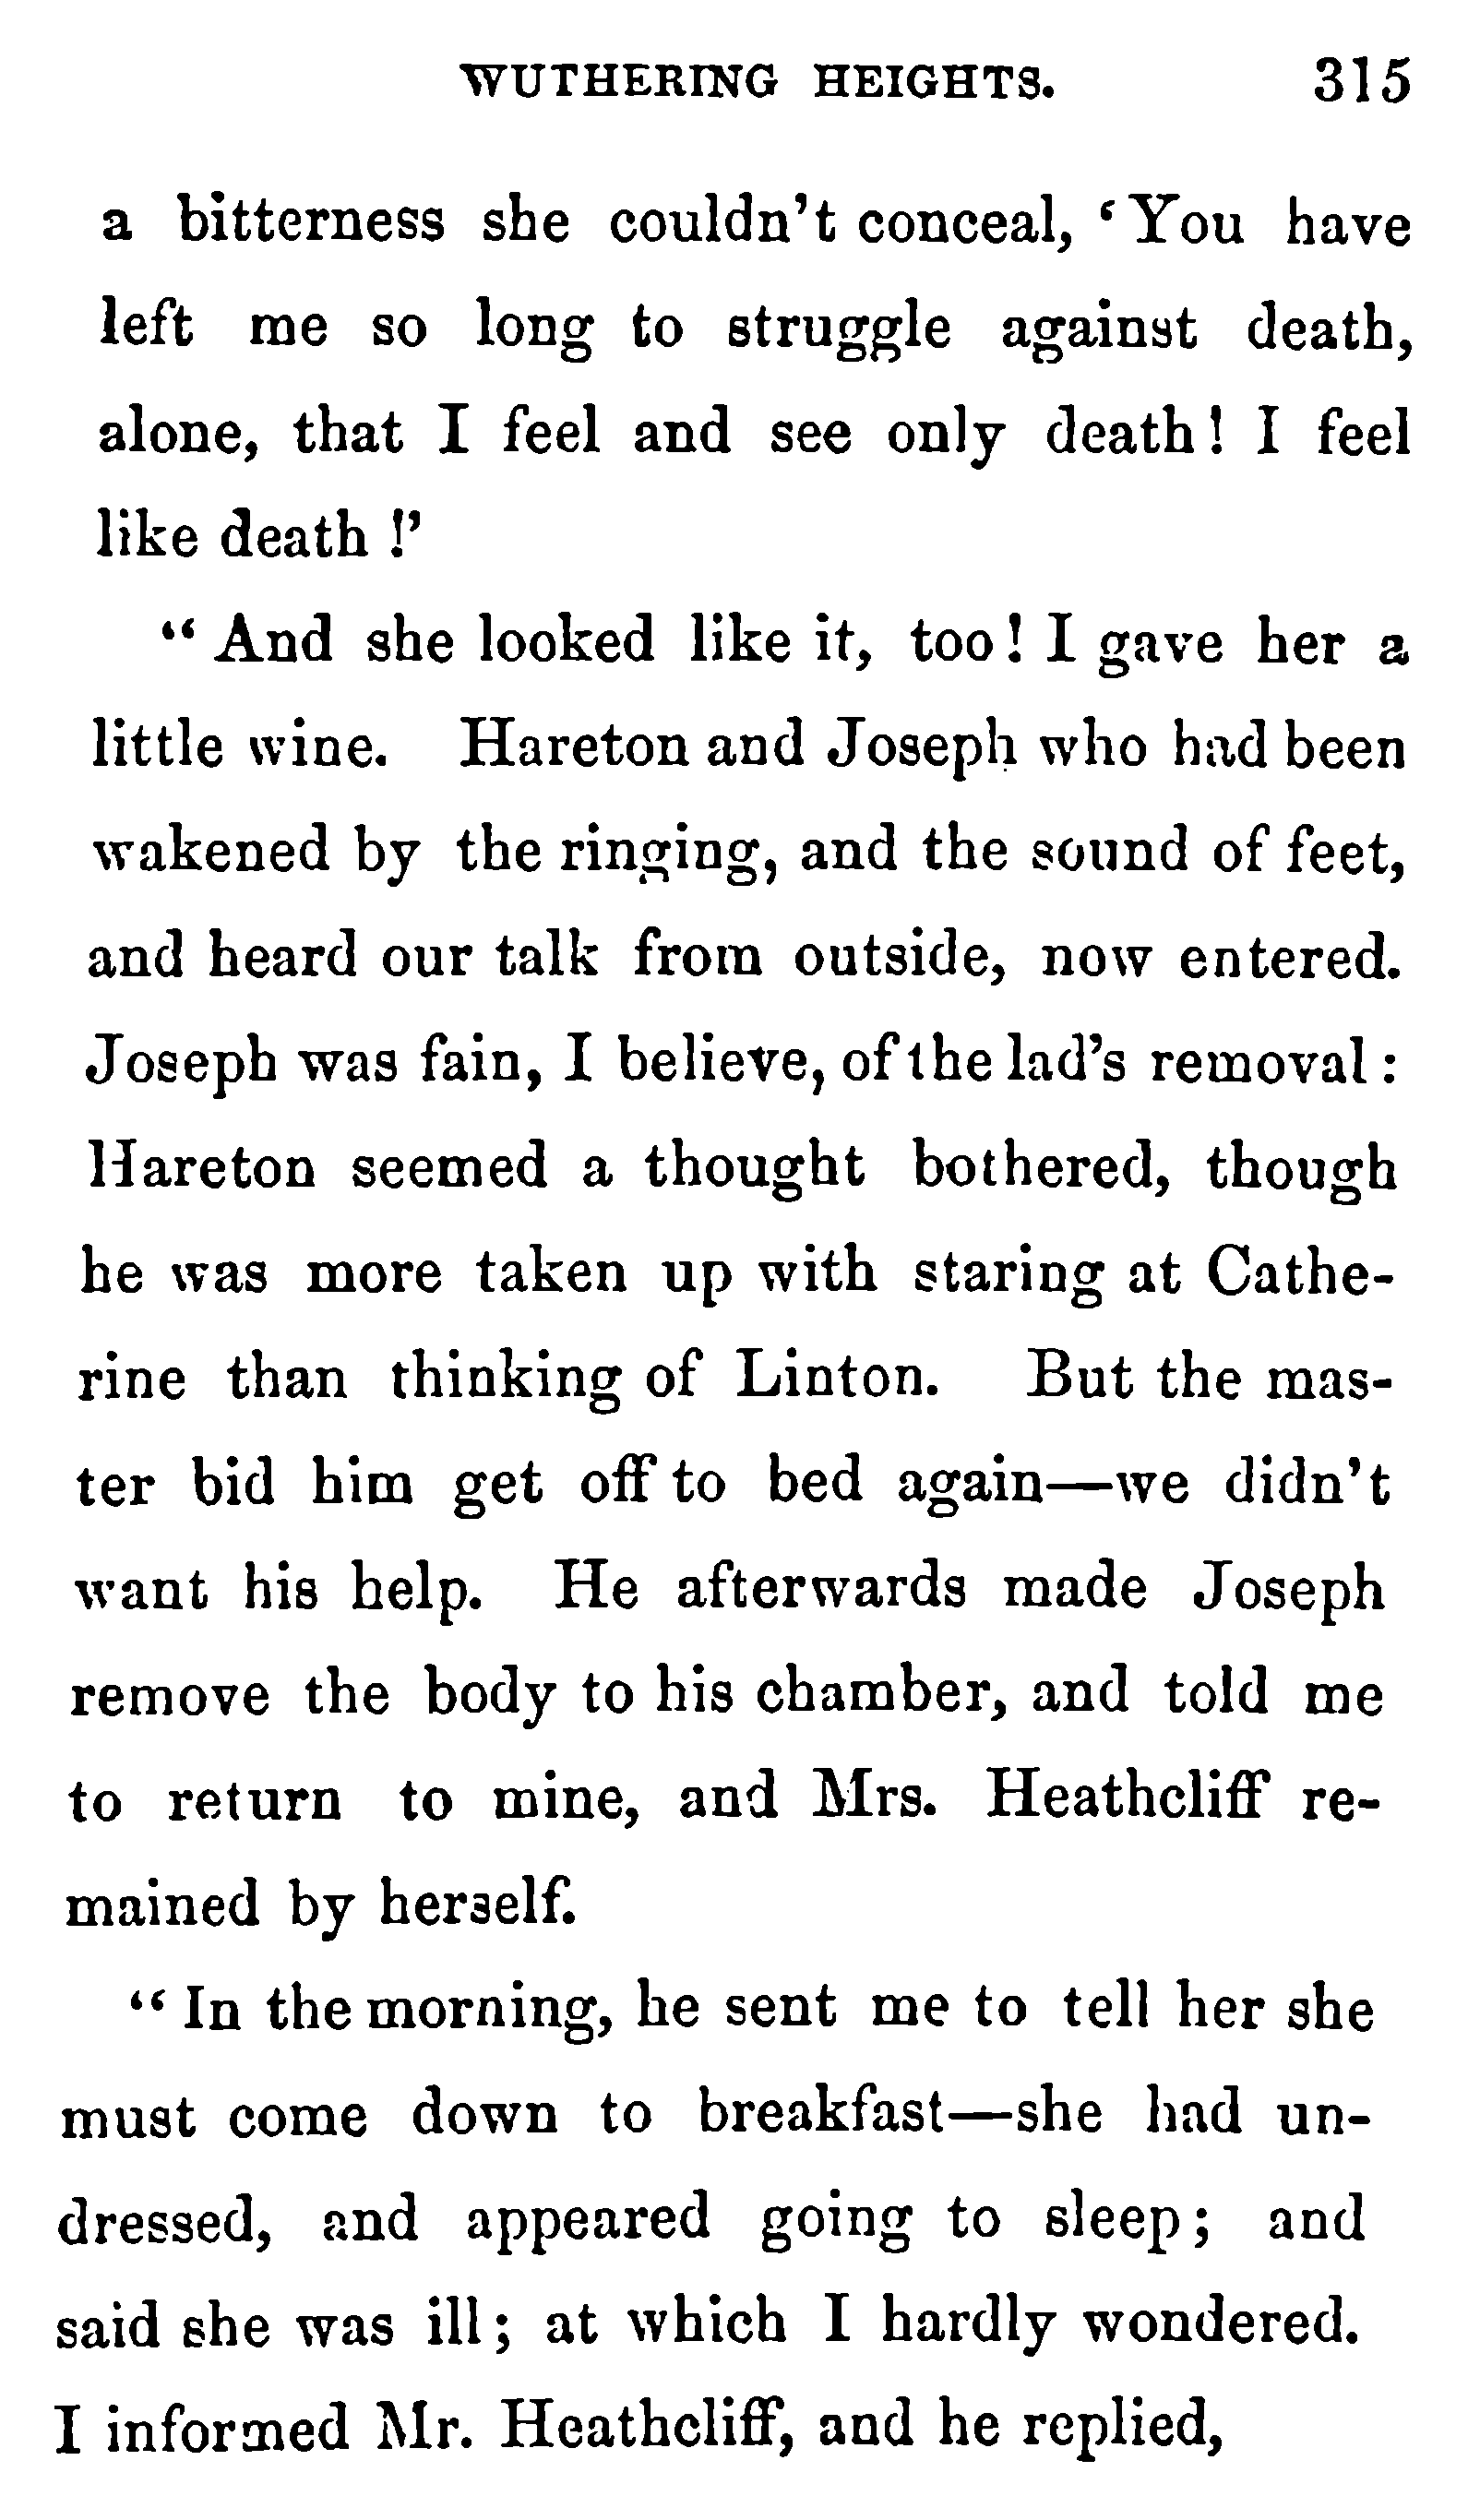 WUTHERING HEIGHTS. 315
a bitterness she couldn't conceal, ‘You have
left me so long to struggle against death,
alone, that I feel and see only death! I feel
like death !’
“And she looked like it, too! I gave her a
little wine. Hareton and Joseph who had been
wakened by the ringing, and the sound of feet,
and heard our talk from outside, now entered.
Joseph was fain, I believe, of the lad's removal:
Hareton seemed a thought bothered, though
he was more taken up with staring at Cathe-
rine than thinking of Linton. But the mas-
ter bid him get off to bed again—we didn't
want his help. He afterwards made Joseph
remove the body to his chamber, and told me
to return to mine, and Mrs. Heathcliff re-
mained by herself.
“In the morning, he sent me to tell her she
must come down to breakfast—she had un-
dressed, and appeared going to sleep; and
said she was ill; at which I hardly wondered.
I informed Mr. Heathcliff, and he replied,